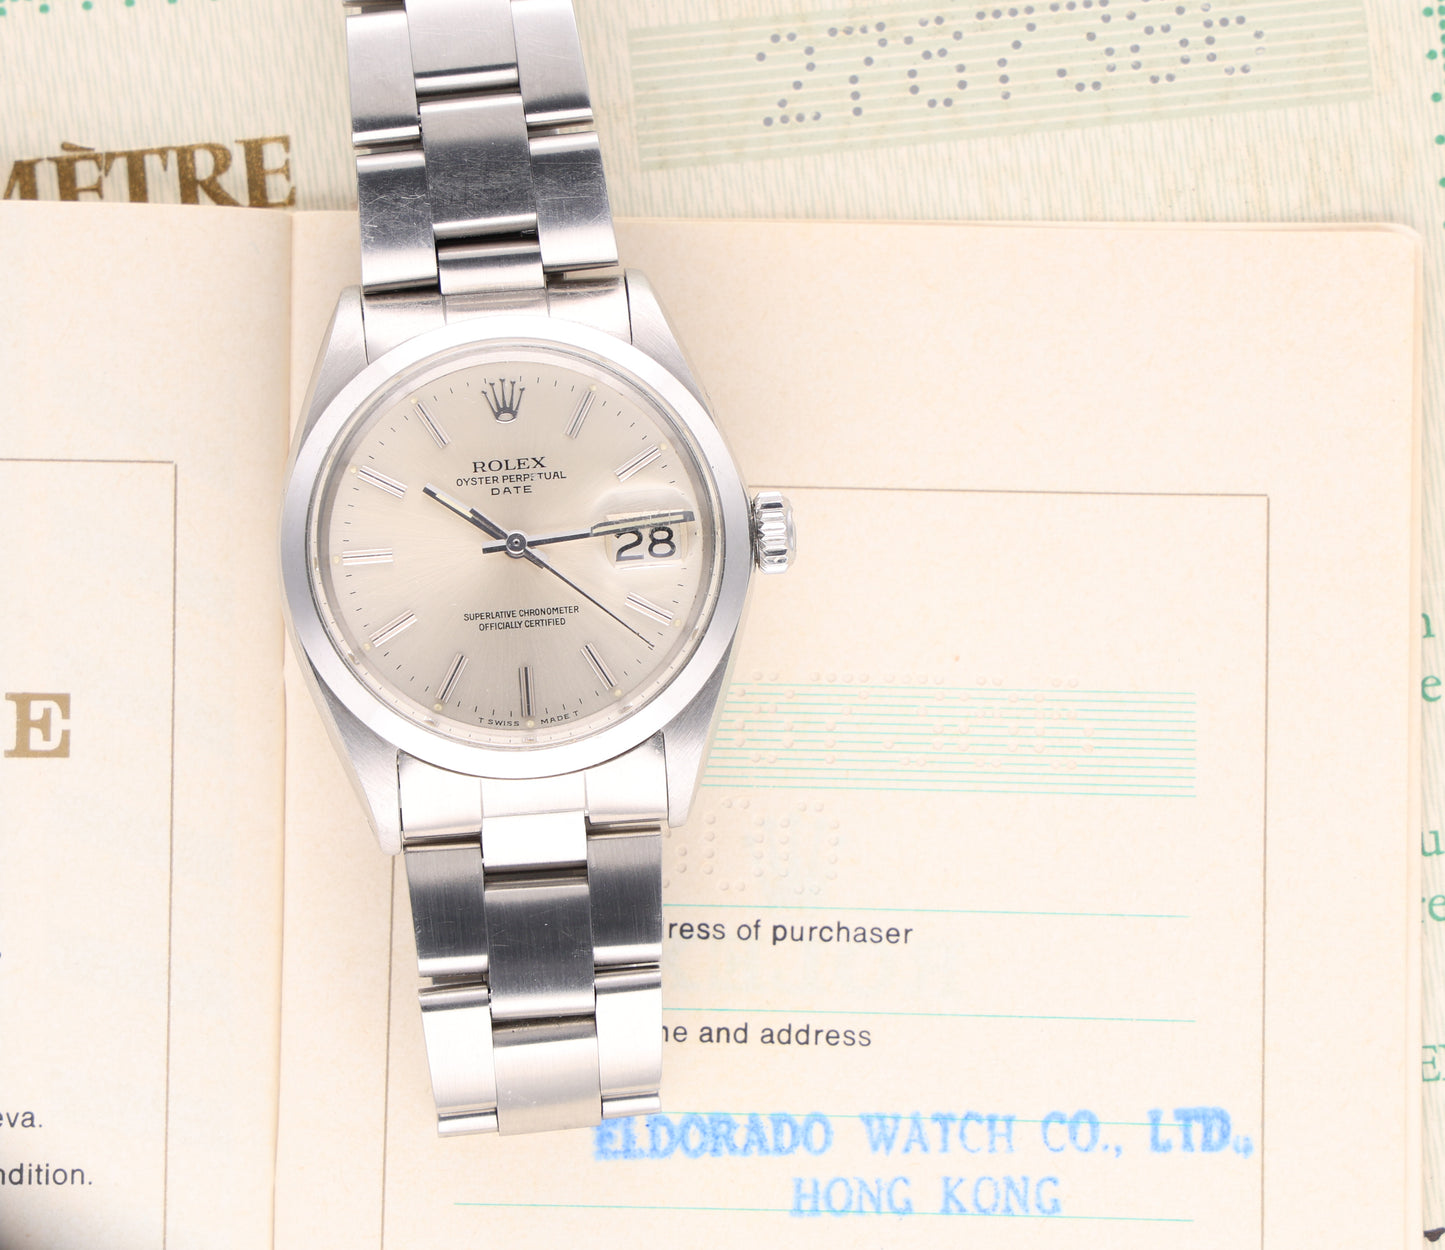 MÈTRE
ROLEX
OYSTER PERPETUAL
DATE
28
SUPERLATIVE CHRONOMETER
OFFICIALLY CERTIFIED
T SWISS MADE T
E
ress of purchaser
me and address
eva.
ndition.
ELDORADO WATCH CO., LTD.
HONG KONG